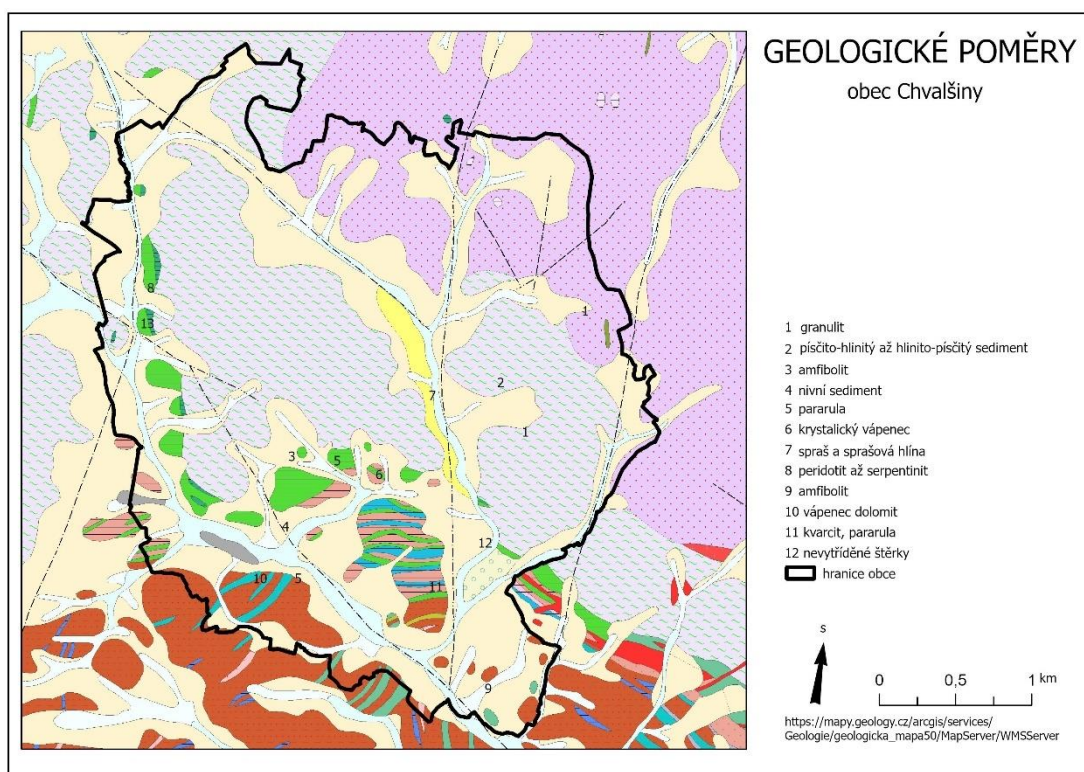 GEOLOGICKÉ POMĚRY
obec Chvalšiny
1 granulit
2 písčito-hlinitý až hlinito-písčitý sediment
3 amfibolit
4 nivní sediment
5 pararula
6 krystalický vápenec
7 spraš a sprašová hlína
8 peridotit až serpentinit
9 amfibolit
10 vápenec dolomit
11 kvarcit, pararula
12 nevytříděné štěrky
hranice obce
s
0 0,5 1 km
https://mapy.geology.cz/arcgis/services/
Geologie/geologicka_mapa50/MapServer/WMSServer
8
13
1
2
7
1
3
5
6
4
12
10
5
11
9